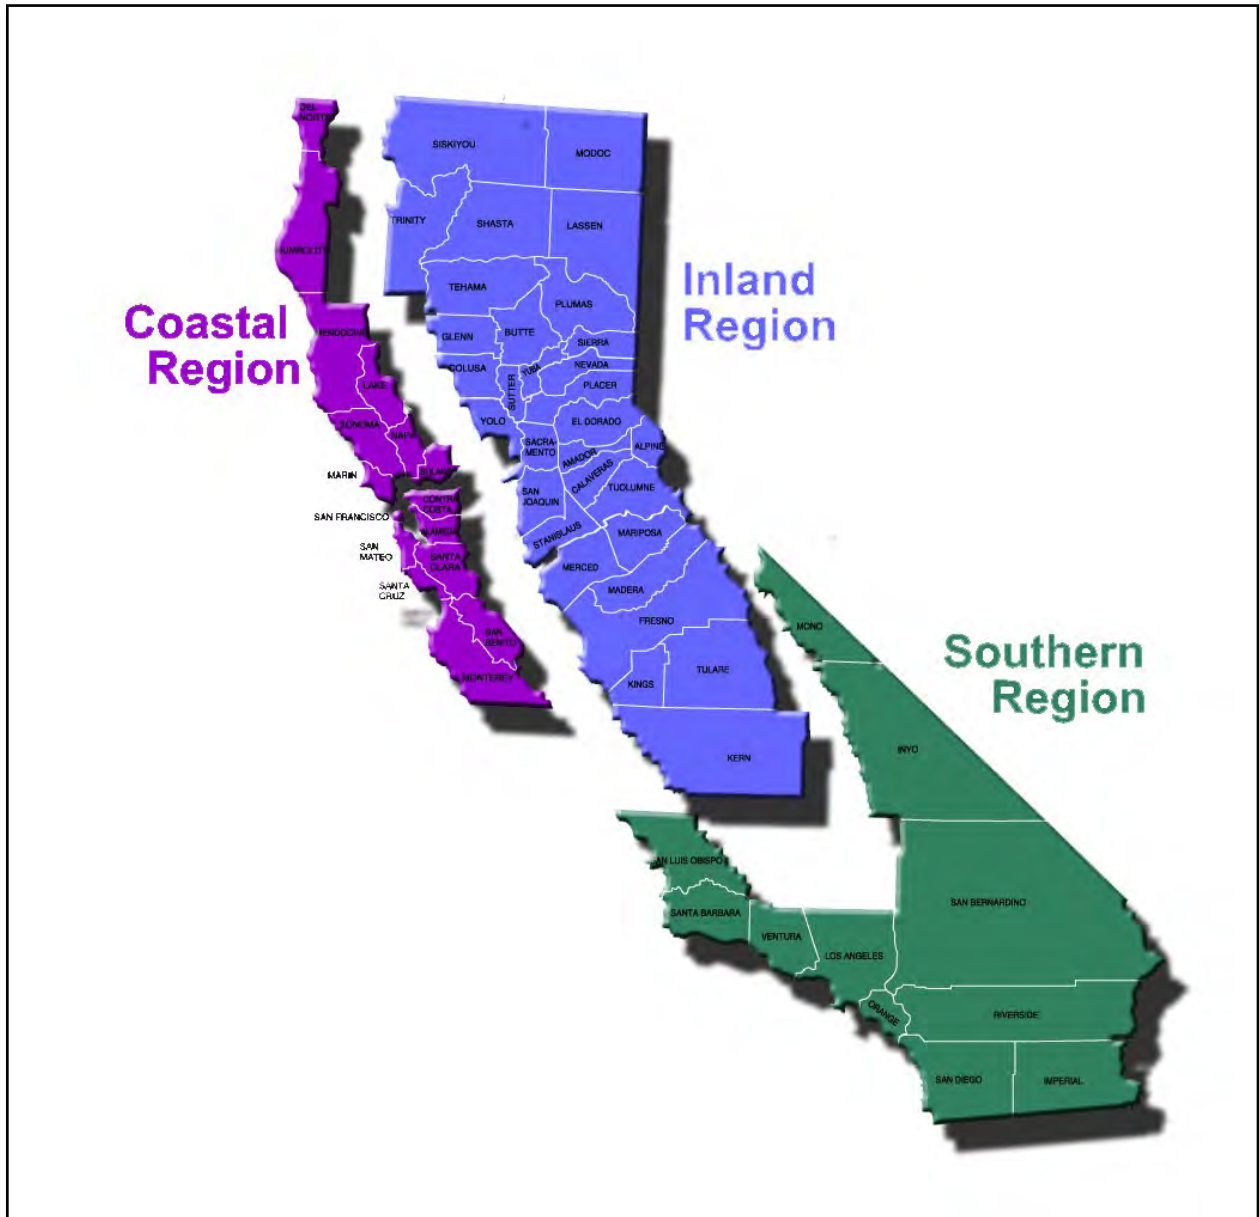 DEL
NORTE
SISKIYOU
MODOC
TRINITY
SHASTA
LASSEN
HUMBOLDT
Inland
Region
TEHAMA
PLUMAS
Coastal
Region
MENDOCINO
GLENN
BUTTE
SIERRA
COLUSA
YUBA
NEVADA
LAKE
SUTTER
PLACER
SONOMA
YOLO
EL DORADO
NAPA
SACRA-
MENTO
AMADOR
ALPINE
MARIN
SOLANO
CALAVERAS
TUOLUMNE
CONTRA
COSTA
SAN
JOAQUIN
SAN FRANCISCO
ALAMEDA
STANISLAUS
MARIPOSA
SAN
MATEO
SANTA
CLARA
MERCED
SANTA
CRUZ
MADERA
FRESNO
MONO
SAN
BENITO
Southern
Region
MONTEREY
KINGS
TULARE
INYO
KERN
SAN LUIS OBISPO
SANTA BARBARA
SAN BERNARDINO
VENTURA
LOS ANGELES
ORANGE
RIVERSIDE
SAN DIEGO
IMPERIAL